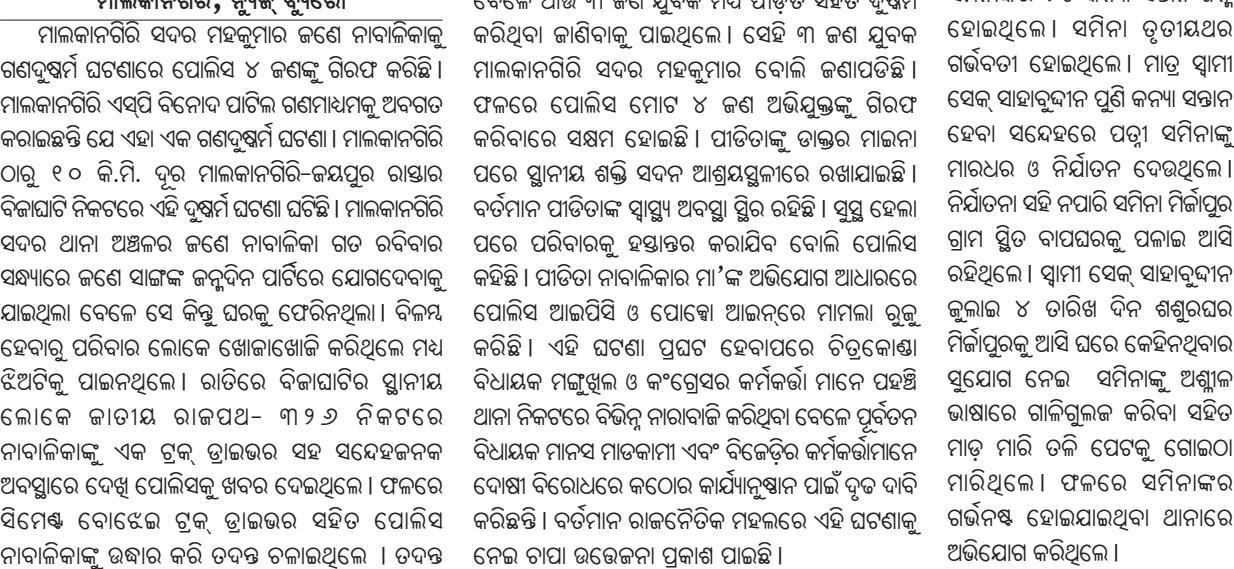 ମାଲକାନଗିରି, ନ୍ୟୁଜ୍ ବ୍ୟୁରୋ
ମାଲକାନଗିରି ସଦର ମହକୁମାର ଜଣେ ନାବାଳିକାକୁ
ଗଣଦୁଷ୍କର୍ମ ଘଟଣାରେ ପୋଲିସ ୪ ଜଣଙ୍କୁ ଗିରଫ କରିଛି।
ମାଲକାନଗିରି ଏସ୍‌ପି ବିନୋଦ ପାଟିଲ ଗଣମାଧ୍ୟମକୁ ଅବଗତ
କରାଇଛନ୍ତି ଯେ ଏହା ଏକ ଗଣଦୁଷ୍କର୍ମ ଘଟଣା। ମାଲକାନଗିରି
ଠାରୁ ୧୦ କି.ମି. ଦୂର ମାଲକାନଗିରି-ଜୟପୁର ରାସ୍ତାର
ବିଜାଘାଟି ନିକଟରେ ଏହି ଦୁଷ୍କର୍ମ ଘଟଣା ଘଟିଛି। ମାଲକାନଗିରି
ସଦର ଥାନା ଅଞ୍ଚଳର ଜଣେ ନାବାଳିକା ଗତ ରବିବାର
ସନ୍ଧ୍ୟାରେ ଜଣେ ସାଙ୍ଗଙ୍କ ଜନ୍ମଦିନ ପାର୍ଟିରେ ଯୋଗଦେବାକୁ
ଯାଇଥିଲା ବେଳେ ସେ କିନ୍ତୁ ଘରକୁ ଫେରିନଥିଲା। ବିଳମ୍ବ
ହେବାରୁ ପରିବାର ଲୋକେ ଖୋଜାଖୋଜି କରିଥିଲେ ମଧ୍ୟ
ଝିଅଟିକୁ ପାଇନଥିଲେ। ରାତିରେ ବିଜାଘାଟିର ସ୍ଥାନୀୟ
ଲୋକେ ଜାତୀୟ ରାଜପଥ- ୩୨୬ ନିକଟରେ
ନାବାଳିକାଙ୍କୁ ଏକ ଟ୍ରକ୍ ଡ୍ରାଇଭର ସହ ସନ୍ଦେହଜନକ
ଅବସ୍ଥାରେ ଦେଖି ପୋଲିସକୁ ଖବର ଦେଇଥିଲେ। ଫଳରେ
ସିମେଣ୍ଟ ବୋଝେଇ ଟ୍ରକ୍ ଡ୍ରାଇଭର ସହିତ ପୋଲିସ
ନାବାଳିକାଙ୍କୁ ଉଦ୍ଧାର କରି ତଦନ୍ତ ଚଳାଇଥିଲେ । ତଦନ୍ତ
ବେଳେ ଆଉ ୩ ଜଣ ଯୁବକ ମଧ୍ୟ ପୀଡ଼ିତ ସହିତ ଦୁଷ୍କର୍ମ
କରିଥିବା ଜାଣିବାକୁ ପାଇଥିଲେ। ସେହି ୩ ଜଣ ଯୁବକ
ମାଲକାନଗିରି ସଦର ମହକୁମାର ବୋଲି ଜଣାପଡିଛି।
ଫଳରେ ପୋଲିସ ମୋଟ ୪ ଜଣ ଅଭିଯୁକ୍ତଙ୍କୁ ଗିରଫ
କରିବାରେ ସକ୍ଷମ ହୋଇଛି। ପୀଡିତାଙ୍କୁ ଡାକ୍ତର ମାଇନା
ପରେ ସ୍ଥାନୀୟ ଶକ୍ତି ସଦନ ଆଶ୍ରୟସ୍ଥଳୀରେ ରଖାଯାଇଛି।
ବର୍ତମାନ ପୀଡିତାଙ୍କ ସ୍ୱାସ୍ଥ୍ୟ ଅବସ୍ଥା ସ୍ଥିର ରହିଛି। ସୁସ୍ଥ ହେଲା
ପରେ ପରିବାରକୁ ହସ୍ତାନ୍ତର କରାଯିବ ବୋଲି ପୋଲିସ
କହିଛି। ପୀଡିତା ନାବାଳିକାର ମା'ଙ୍କ ଅଭିଯୋଗ ଆଧାରରେ
ପୋଲିସ ଆଇପିସି ଓ ପୋକ୍ସୋ ଆଇନ୍‌ରେ ମାମଲା ରୁଜୁ
କରିଛି। ଏହି ଘଟଣା ପ୍ରଘଟ ହେବାପରେ ଚିତ୍ରକୋଣ୍ଡା
ବିଧାୟକ ମଙ୍ଗୁଖିଲ ଓ କଂଗ୍ରେସର କର୍ମକର୍ତ୍ତା ମାନେ ପହଞ୍ଚି
ଥାନା ନିକଟରେ ବିଭିନ୍ନ ନାରାବାଜି କରିଥିବା ବେଳେ ପୂର୍ବତନ
ବିଧାୟକ ମାନସ ମାଡକାମୀ ଏବଂ ବିଜେଡ଼ିର କର୍ମକର୍ତ୍ତାମାନେ
ଦୋଷୀ ବିରୋଧରେ କଠୋର କାର୍ଯ୍ୟାନୁଷ୍ଠାନ ପାଇଁ ଦୃଢ ଦାବି
କରିଛନ୍ତି। ବର୍ତମାନ ରାଜନୈତିକ ମହଲରେ ଏହି ଘଟଣାକୁ
ନେଇ ଚାପା ଉତ୍ତେଜନା ପ୍ରକାଶ ପାଇଛି।
ହୋଇଥିଲେ। ସମିନା ତୃତୀୟଥର
ଗର୍ଭବତୀ ହୋଇଥିଲେ। ମାତ୍ର ସ୍ୱାମୀ
ସେକ୍ ସାହାବୁଦ୍ଦୀନ ପୁଣି କନ୍ୟା ସନ୍ତାନ
ହେବା ସନ୍ଦେହରେ ପତ୍ନୀ ସମିନାଙ୍କୁ
ମାରଧର ଓ ନିର୍ଯାତନ ଦେଉଥିଲେ।
ନିର୍ଯାତନା ସହି ନପାରି ସମିନା ମିର୍ଜାପୁର
ଗ୍ରାମ ସ୍ଥିତ ବାପଘରକୁ ପଳାଇ ଆସି
ରହିଥିଲେ। ସ୍ୱାମୀ ସେକ୍ ସାହାବୁଦ୍ଦୀନ
ଜୁଲାଇ ୪ ତାରିଖ ଦିନ ଶଶୁରଘର
ମିର୍ଜାପୁରକୁ ଆସି ଘରେ କେହିନଥିବାର
ସୁଯୋଗ ନେଇ ସମିନାଙ୍କୁ ଅଶ୍ଳୀଳ
ଭାଷାରେ ଗାଳିଗୁଲଜ କରିବା ସହିତ
ମାଡ଼ ମାରି ତଳି ପେଟକୁ ଗୋଇଠା
ମାରିଥିଲେ। ଫଳରେ ସମିନାଙ୍କର
ଗର୍ଭନଷ୍ଟ ହୋଇଯାଇଥିବା ଥାନାରେ
ଅଭିଯୋଗ କରିଥିଲେ।